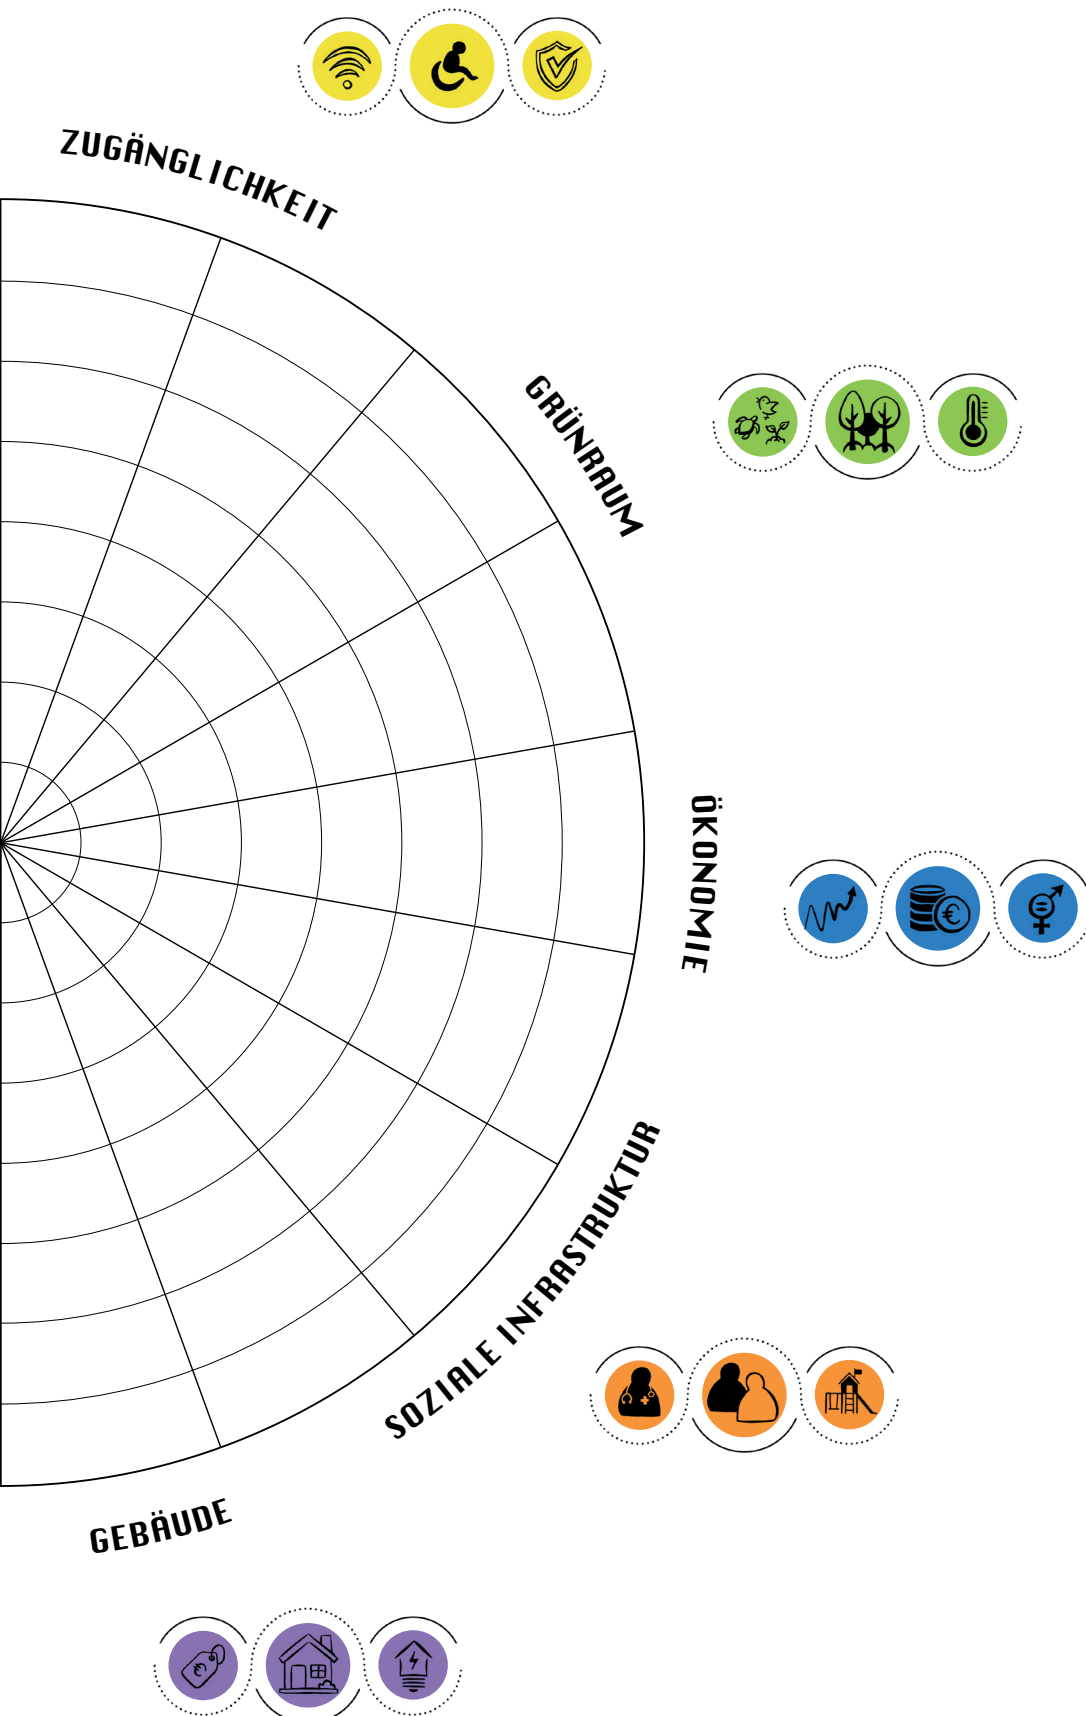 ZUGÄNGLICHKEIT
GRÜNRAUM
ÖKONOMIE
SOZIALE INFRASTRUKTUR
GEBÄUDE